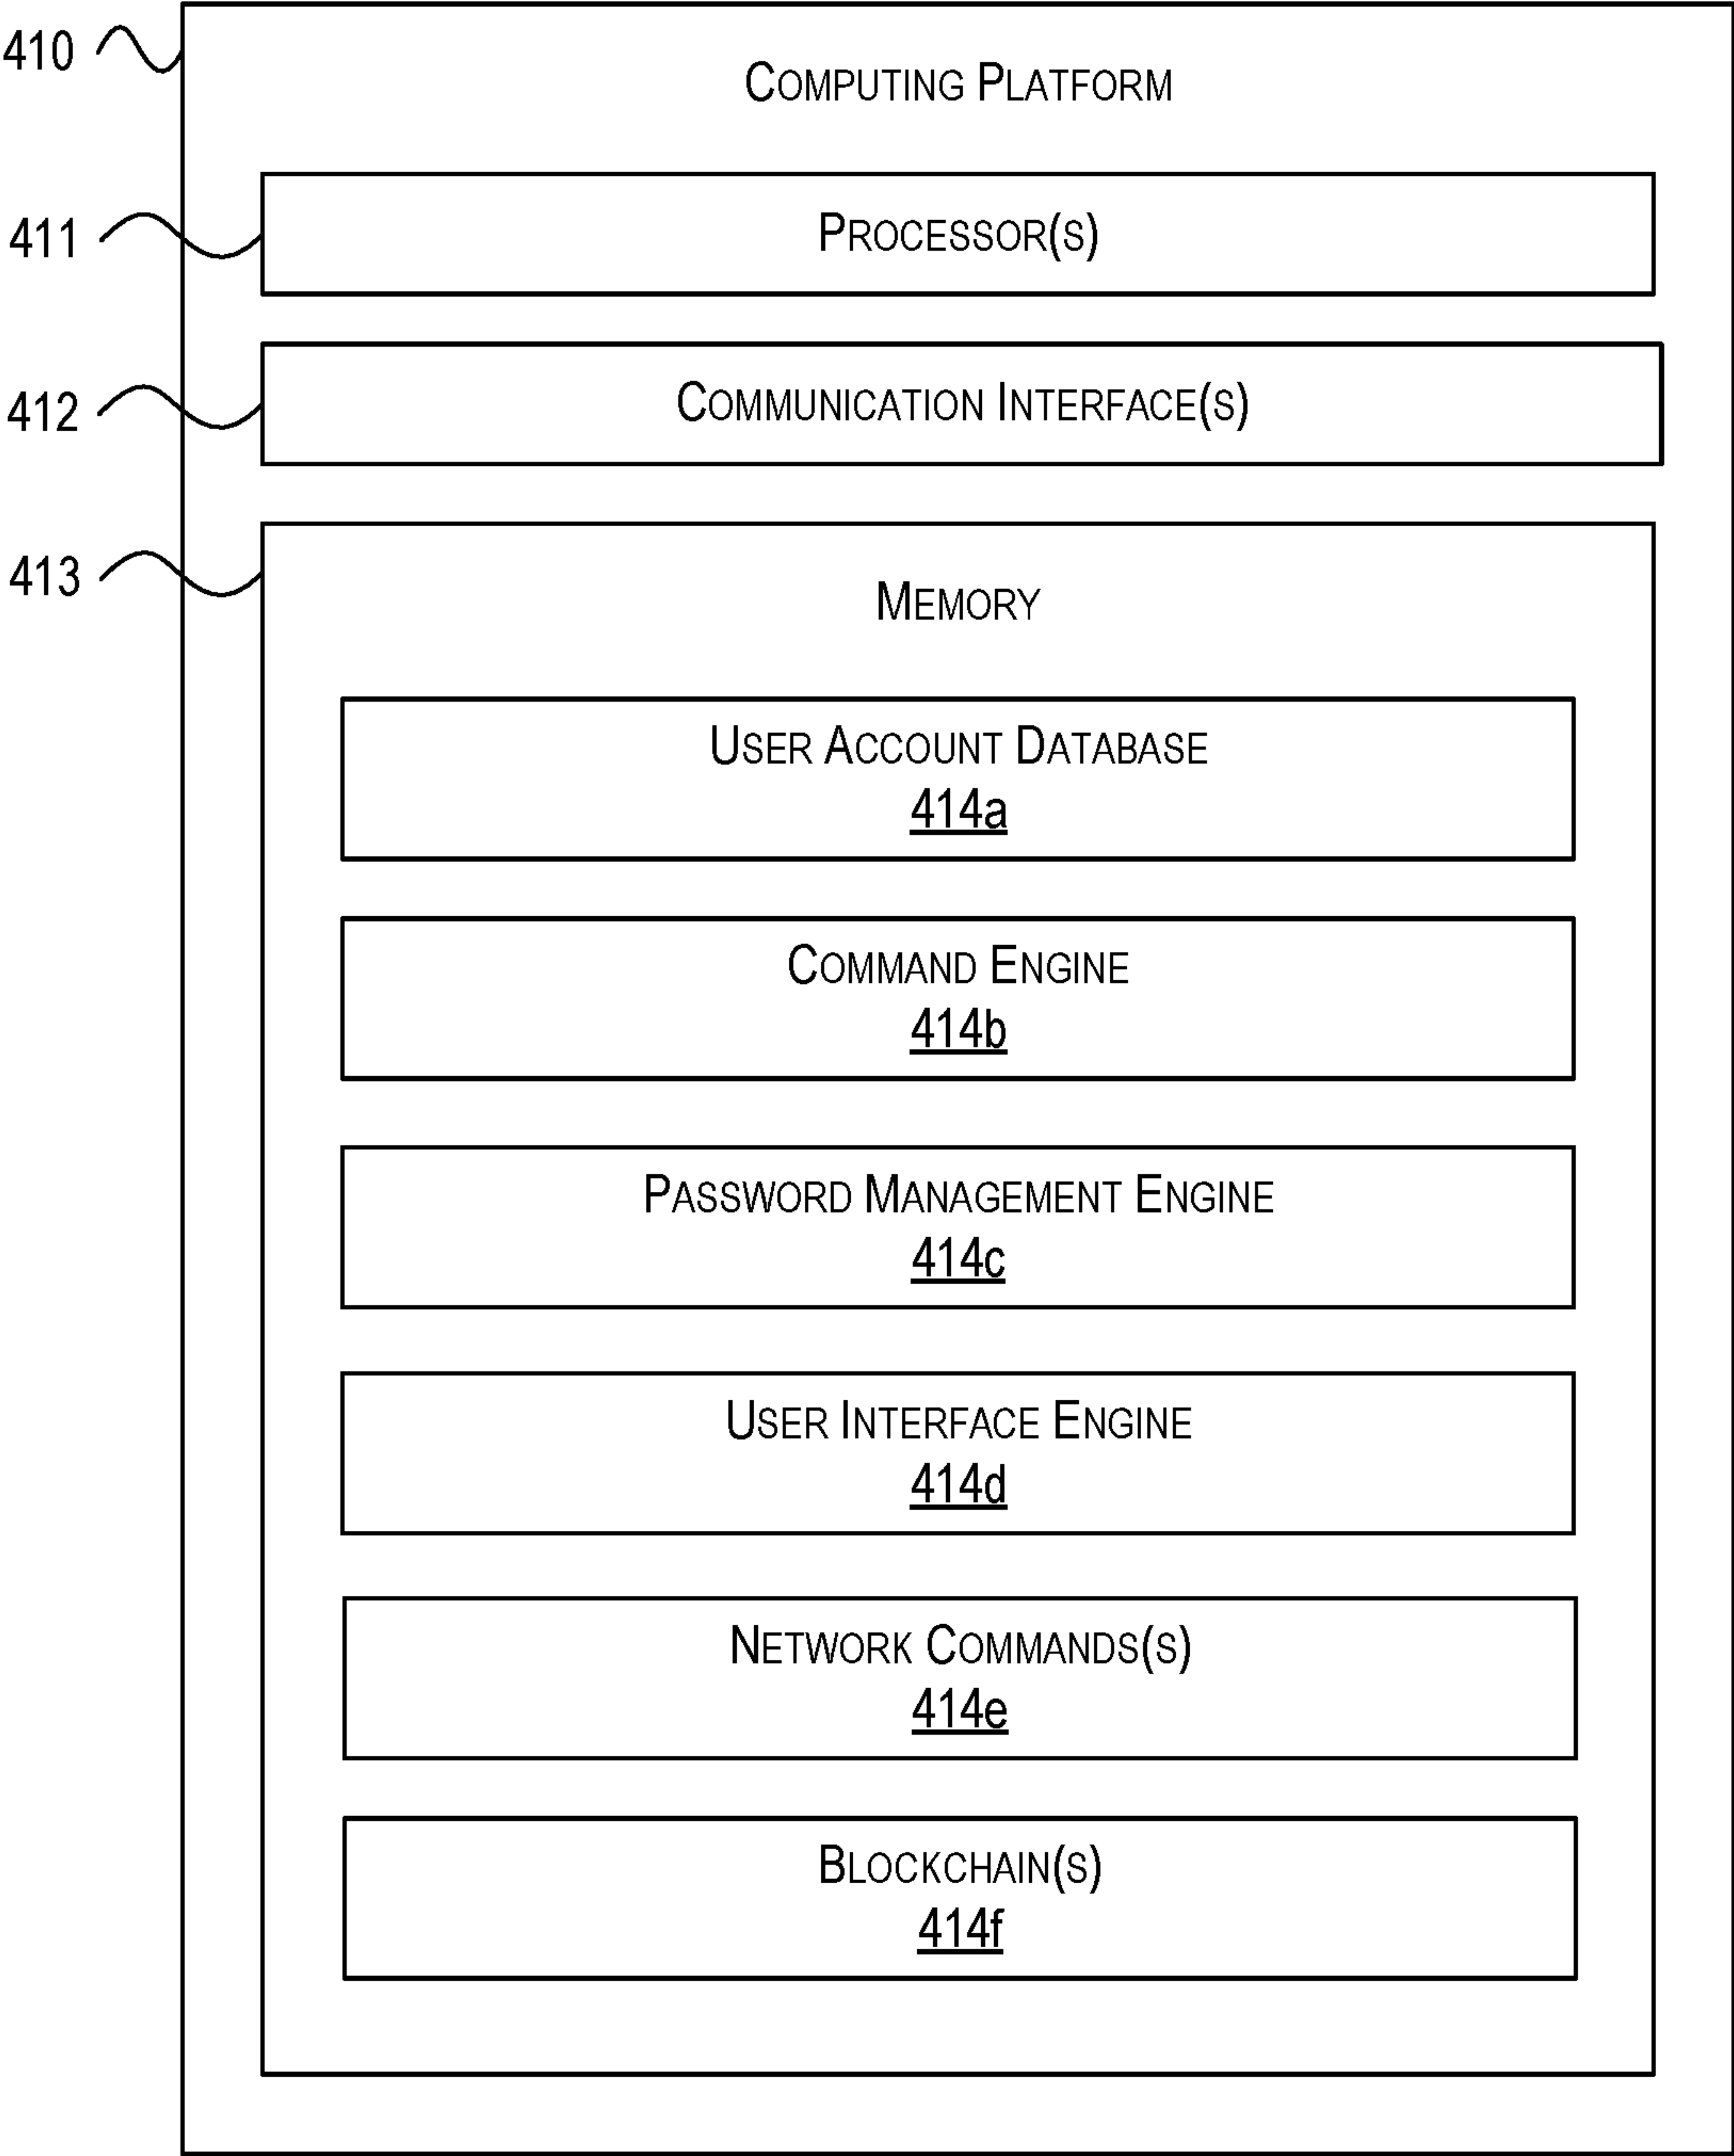 410
COMPUTING PLATFORM
411
PROCESSOR(S)
412
COMMUNICATION INTERFACE(S)
413
MEMORY
USER ACCOUNT DATABASE
414a
COMMAND ENGINE
414b
PASSWORD MANAGEMENT ENGINE
414c
USER INTERFACE ENGINE
414d
NETWORK COMMANDS(S)
414e
BLOCKCHAIN(S)
414f